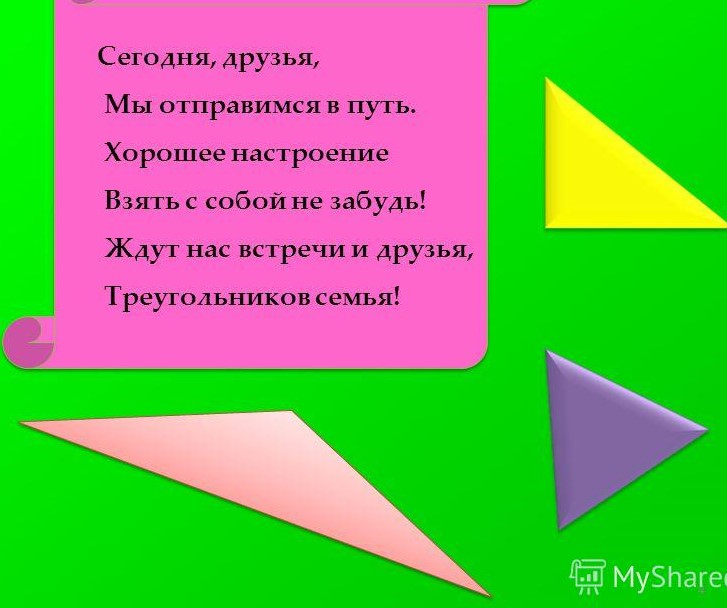 Сегодня, друзья,
Мы отправимся в путь.
Хорошее настроение
Взять с собой не забудь!
Ждут нас встречи и друзья,
Треугольников семья!
MyShared